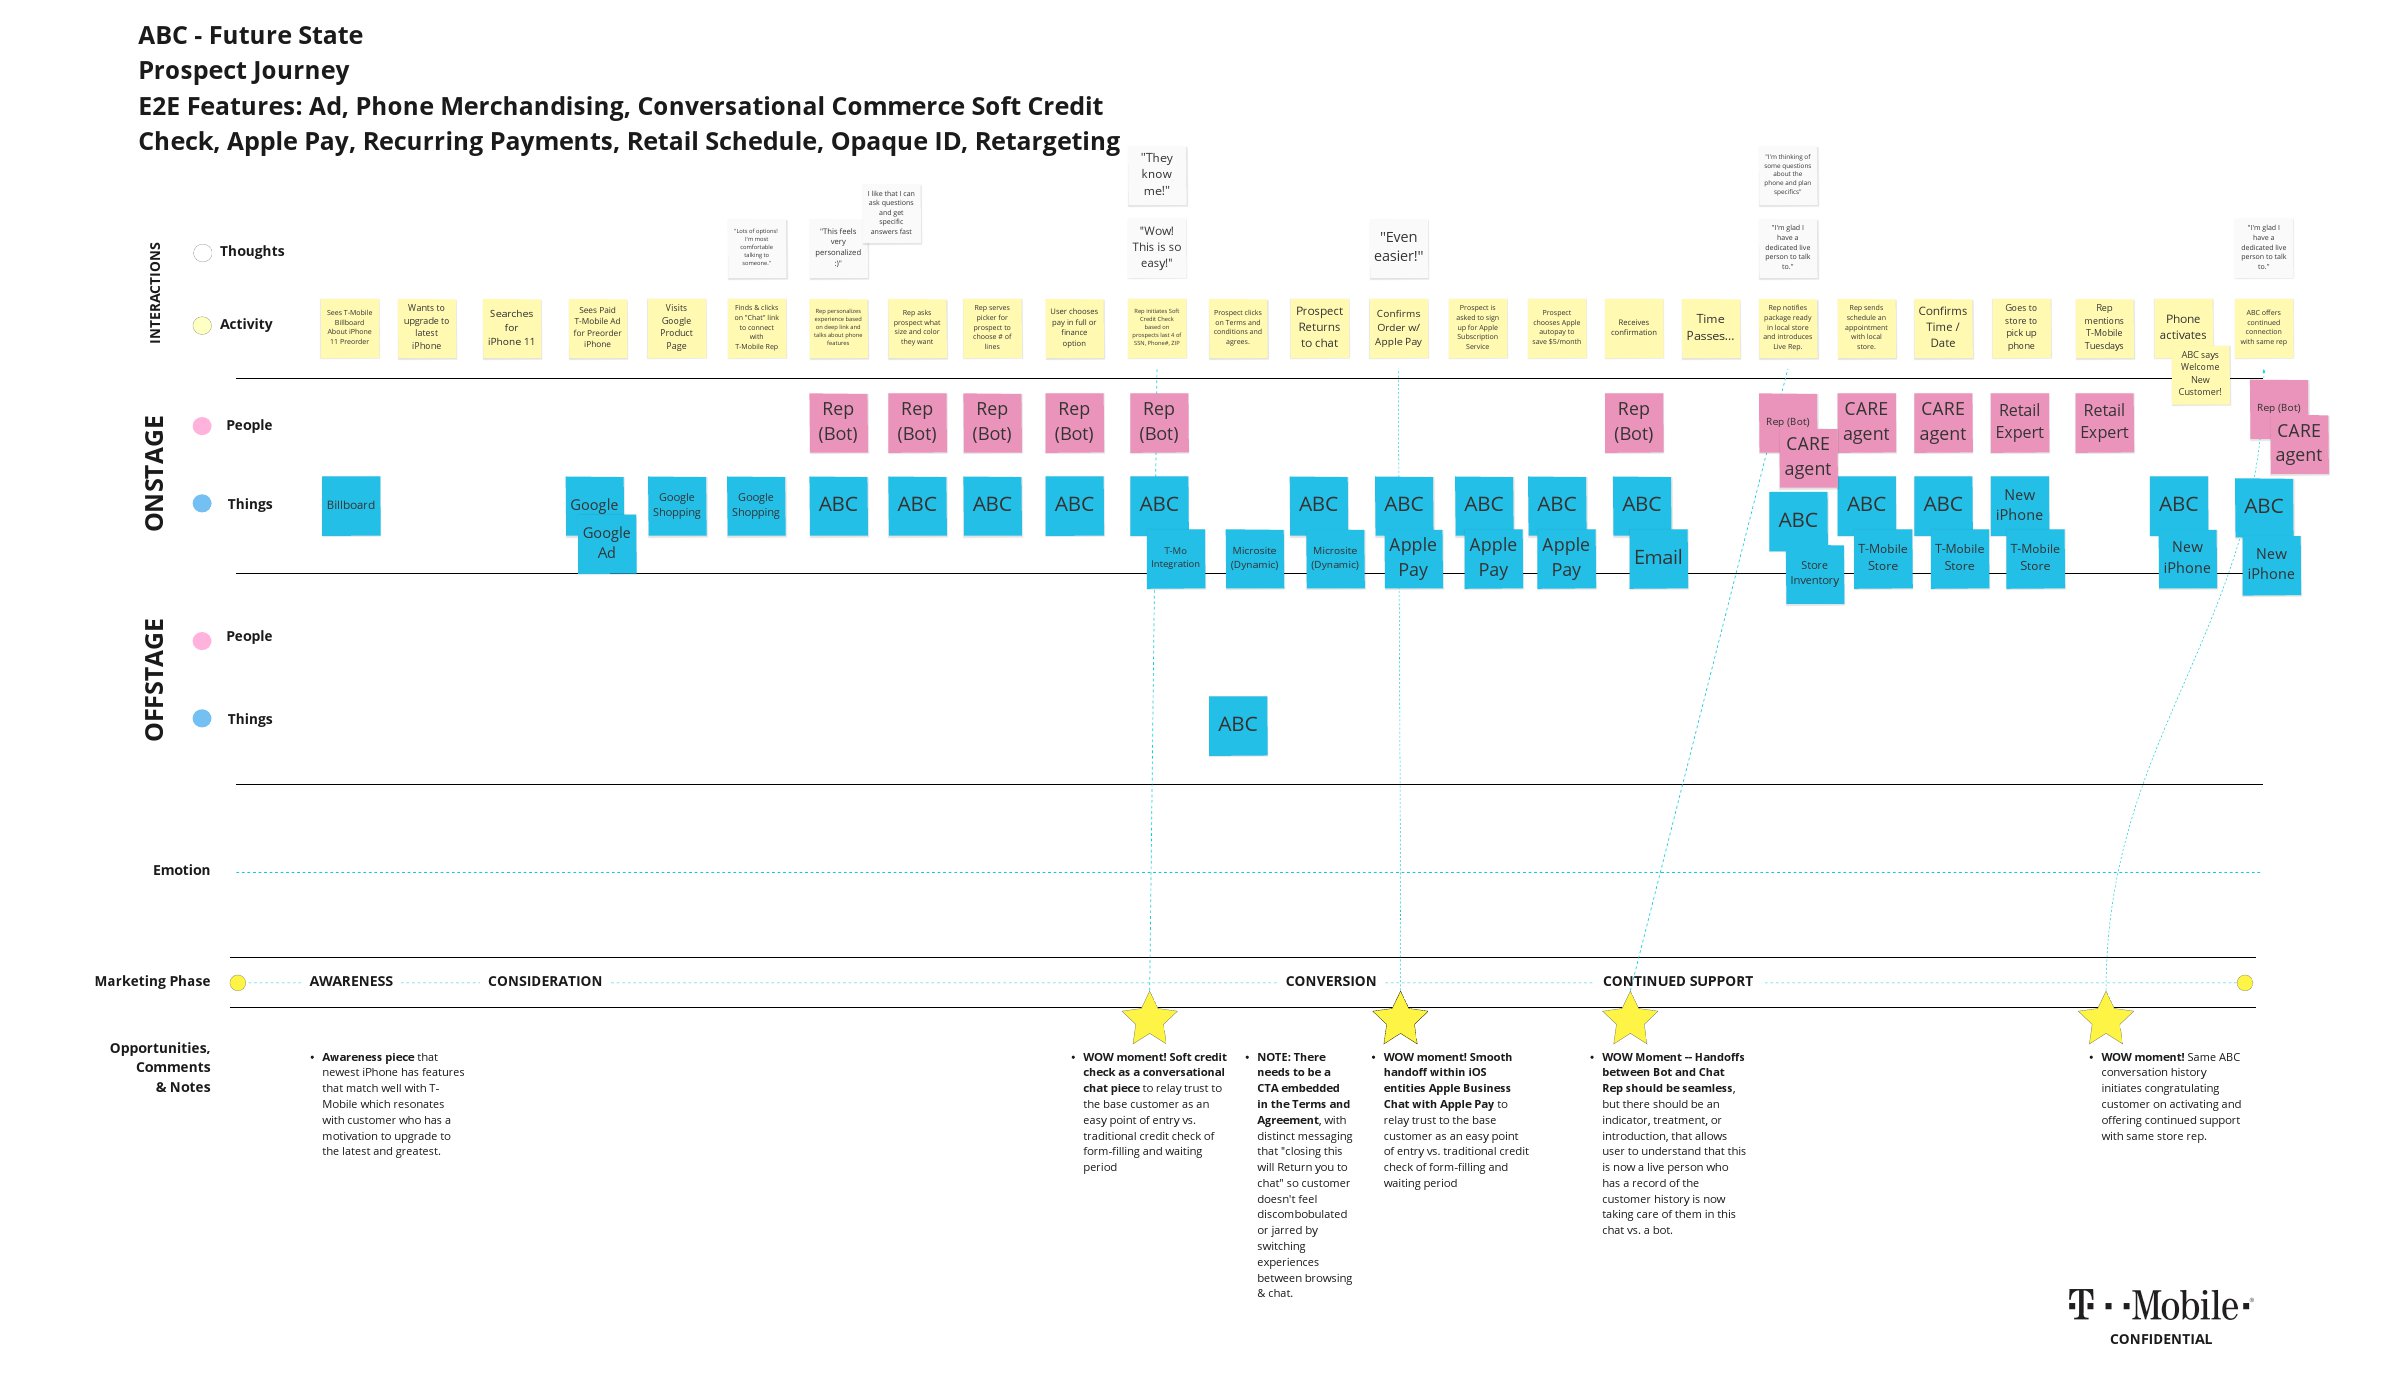 ABC - Future State
Prospect Journey
E2E Features: Ad, Phone Merchandising, Conversational Commerce Soft Credit
Check, Apple Pay, Recurring Payments, Retail Schedule, Opaque ID, Retargeting
INTERACTIONS
Thoughts
"Lots of options!
I'm most
comfortable
talking to
someone."
"This feels
very
personalized
:)"
I like that I can
ask questions
and get
specific
answers fast
"They
know
me!"
"Wow!
This is so
easy!"
"Even
easier!"
"I'm thinking of
some questions
about the
phone and plan
specifics"
"I'm glad I
have a
dedicated live
person to talk
to."
"I'm glad I
have a
dedicated live
person to talk
to."
Activity
Sees T-Mobile
Billboard
About iPhone
11 Preorder
Wants to
upgrade to
latest
iPhone
Searches
for
iPhone 11
Sees Paid
T-Mobile Ad
for Preorder
iPhone
Visits
Google
Product
Page
Finds & clicks
on "Chat" link
to connect
with
T-Mobile Rep
Rep personalizes
experience based
on deep link and
talks about phone
features
Rep asks
prospect what
size and color
they want
Rep serves
picker for
prospect to
choose # of
lines
User chooses
pay in full or
finance
option
Rep initiates Soft
Credit Check
based on
prospects last 4 of
SSN, Phone#, ZIP
Prospect clicks
on Terms and
conditions and
agrees.
Prospect
Returns
to chat
Confirms
Order w/
Apple Pay
Prospect is
asked to sign
up for Apple
Subscription
Service
Prospect
chooses Apple
autopay to
save $5/month
Receives
confirmation
Time
Passes...
Rep notifies
package ready
in local store
and introduces
Live Rep.
Rep sends
schedule an
appointment
with local
store.
Confirms
Time /
Date
Goes to
store to
pick up
phone
Rep
mentions
T-Mobile
Tuesdays
Phone
activates
ABC says
Welcome
New
Customer!
ABC offers
continued
connection
with same rep
ONSTAGE
People
Rep
(Bot)
Rep
(Bot)
Rep
(Bot)
Rep
(Bot)
Rep
(Bot)
Rep
(Bot)
Rep (Bot)
CARE
agent
CARE
agent
CARE
agent
Retail
Expert
Retail
Expert
Rep (Bot)
CARE
agent
Things
Billboard
Google
Google
Ad
Google
Shopping
Google
Shopping
ABC
ABC
ABC
ABC
ABC
T-Mo
Integration
Microsite
(Dynamic)
ABC
Microsite
(Dynamic)
ABC
Apple
Pay
ABC
Apple
Pay
ABC
Apple
Pay
ABC
Email
ABC
Store
Inventory
ABC
T-Mobile
Store
ABC
T-Mobile
Store
New
iPhone
T-Mobile
Store
ABC
New
iPhone
ABC
New
iPhone
OFFSTAGE
People
Things
ABC
Emotion
Marketing Phase
AWARENESS
CONSIDERATION
CONVERSION
CONTINUED SUPPORT
Opportunities,
Comments
& Notes
• Awareness piece that
newest iPhone has features
that match well with T-
Mobile which resonates
with customer who has a
motivation to upgrade to
the latest and greatest.
• WOW moment! Soft credit
check as a conversational
chat piece to relay trust to
the base customer as an
easy point of entry vs.
traditional credit check of
form-filling and waiting
period
• NOTE: There
needs to be a
CTA embedded
in the Terms and
Agreement, with
distinct messaging
that "closing this
will Return you to
chat" so customer
doesn't feel
discombobulated
or jarred by
switching
experiences
between browsing
& chat.
• WOW moment! Smooth
handoff within iOS
entities Apple Business
Chat with Apple Pay to
relay trust to the base
customer as an easy point
of entry vs. traditional credit
check of form-filling and
waiting period
• WOW Moment -- Handoffs
between Bot and Chat
Rep should be seamless,
but there should be an
indicator, treatment, or
introduction, that allows
user to understand that this
is now a live person who
has a record of the
customer history is now
taking care of them in this
chat vs. a bot.
• WOW moment! Same ABC
conversation history
initiates congratulating
customer on activating and
offering continued support
with same store rep.
T··Mobile·®
CONFIDENTIAL